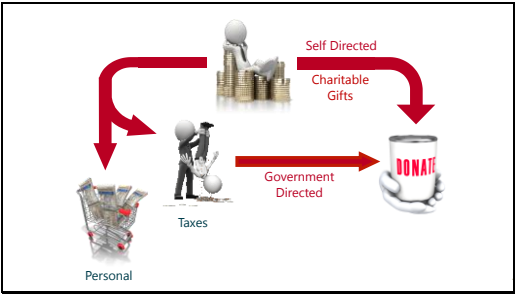 Self Directed
Charitable
Gifts
DONATE
Government
Directed
Taxes
Personal